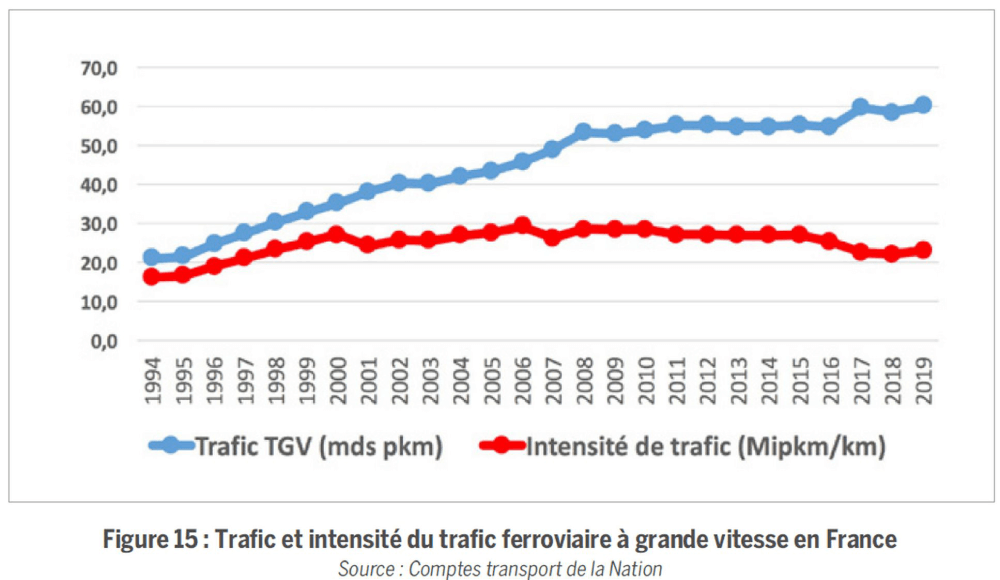 70,0
60,0
50,0
40,0
30,0
20,0
10,0
0,0
1994 1995 1996 1997 1998 1999 2000 2001 2002 2003 2004 2005 2006 2007 2008 2009 2010 2011 2012 2013 2014 2015 2016 2017 2018 2019
Trafic TGV (mds pkm) Intensité de trafic (Mipkm/km)
Figure 15 : Trafic et intensité du trafic ferroviaire à grande vitesse en France
Source : Comptes transport de la Nation